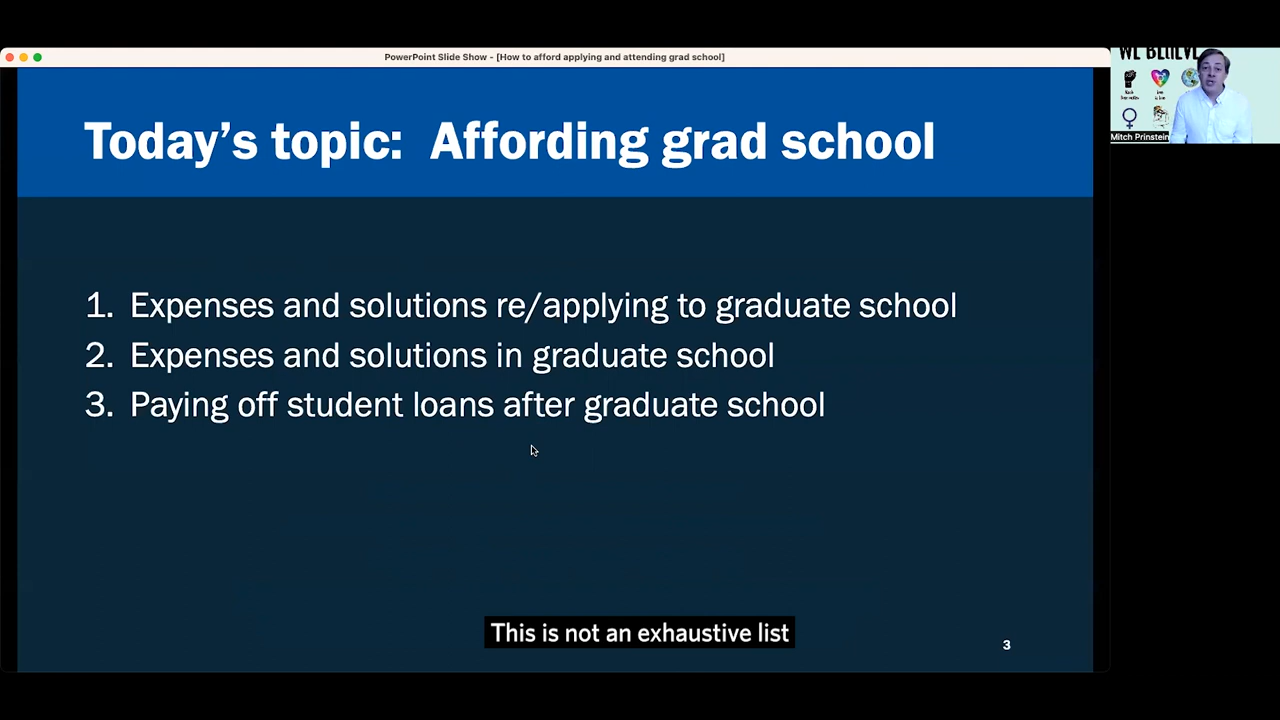 PowerPoint Slide Show - [How to afford applying and attending grad school]
WE BELIEVE
Mitch Prinstein
Today's topic:  Affording grad school
1. Expenses and solutions re/applying to graduate school
2. Expenses and solutions in graduate school
3. Paying off student loans after graduate school
This is not an exhaustive list
3